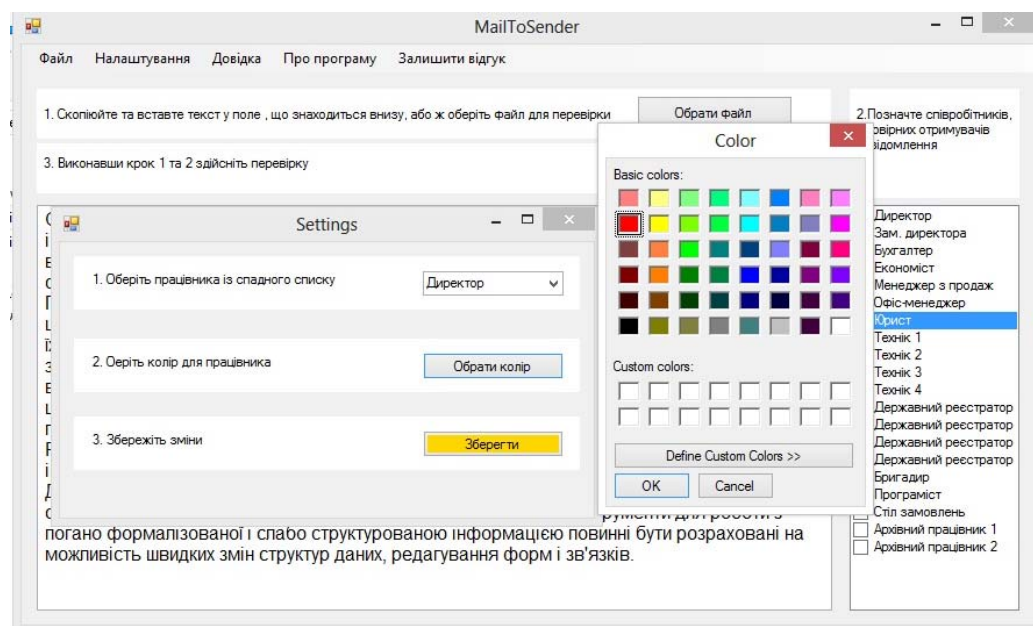 MailToSender
Файл Налаштування Довідка Про програму Залишити відгук
1. Скопіюйте та вставте текст у поле , що знаходиться внизу, або ж оберіть файл для перевірки
Обрати файл
2.Позначте співробітників,
отримувачів
3. Виконавши крок 1 та 2 здійсніть перевірку
Settings
1. Оберіть працівника із спадного списку
Директор
2. Оеріть колір для працівника
Обрати колір
3. Збережіть зміни
Зберегти
Color
Basic colors:
Custom colors:
Define Custom Colors >>
OK Cancel
Директор
Зам. директора
Бухгалтер
Економіст
Менеджер з продаж
Офіс-менеджер
Юрист
Технік 1
Технік 2
Технік 3
Технік 4
Державний реєстратор
Державний реєстратор
Державний реєстратор
Державний реєстратор
Бригадир
Програміст
Стіл замовлень
Архівний працівник 1
Архівний працівник 2
погано формалізованої і слабо структурованою інформацією повинні бути розраховані на
можливість швидких змін структур даних, редагування форм і зв'язків.